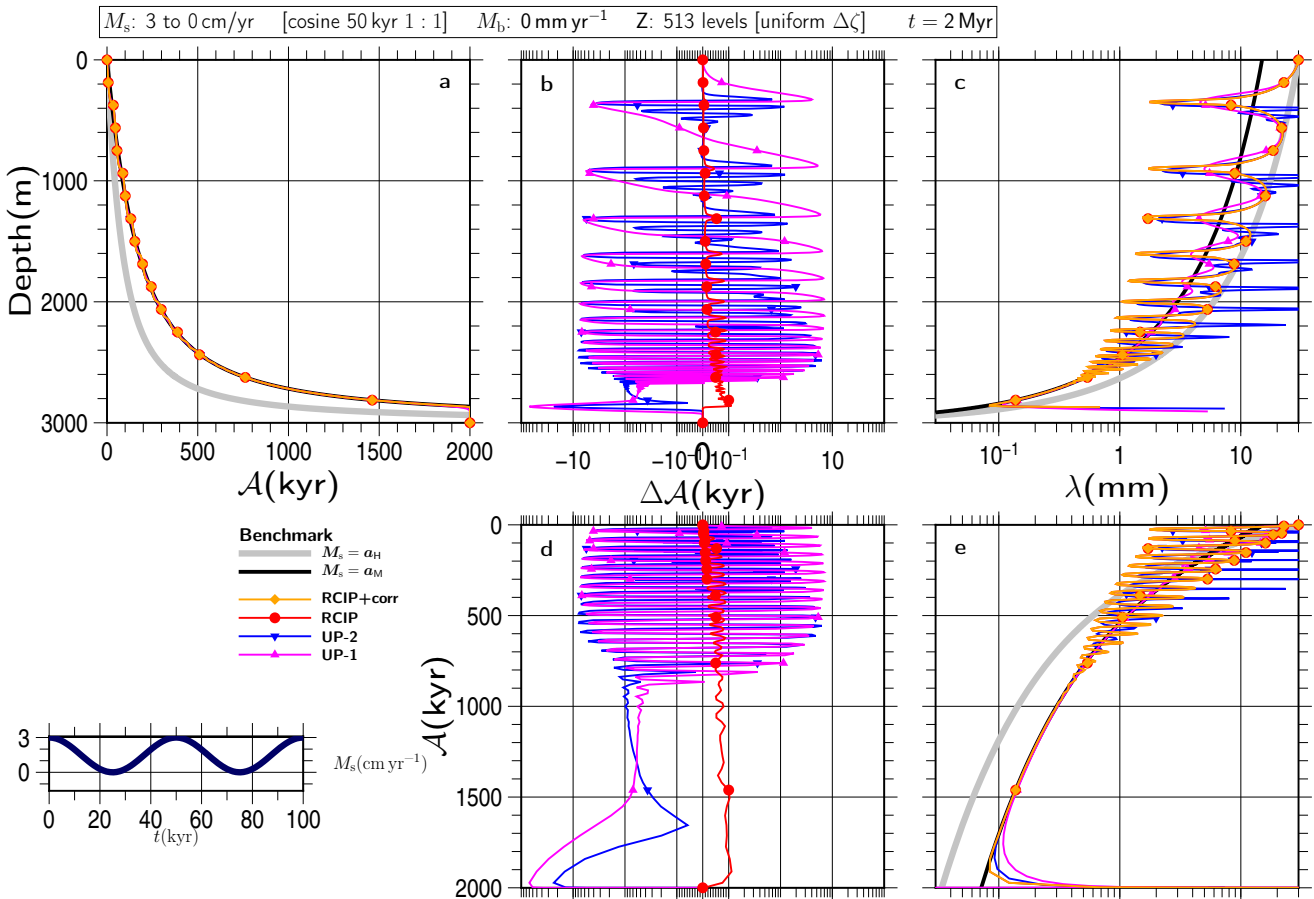 Mₛ: 3 to 0 cm/yr [cosine 50 kyr 1 : 1] M_b: 0 mm yr⁻¹ Z: 513 levels [uniform Δζ] t = 2 Myr
a b c
0
1000
2000
3000
Depth(m)
0 500 1000 1500 2000
𝒜(kyr)
−10 −10⁻¹ 0 10⁻¹ 10
Δ𝒜(kyr)
10⁻¹ 1 10
λ(mm)
Benchmark
Mₛ = a_H
Mₛ = a_M
RCIP+corr
RCIP
UP-2
UP-1
d e
0
500
1000
1500
2000
𝒜(kyr)
3
0
Mₛ(cm yr⁻¹)
0 20 40 60 80 100
t(kyr)